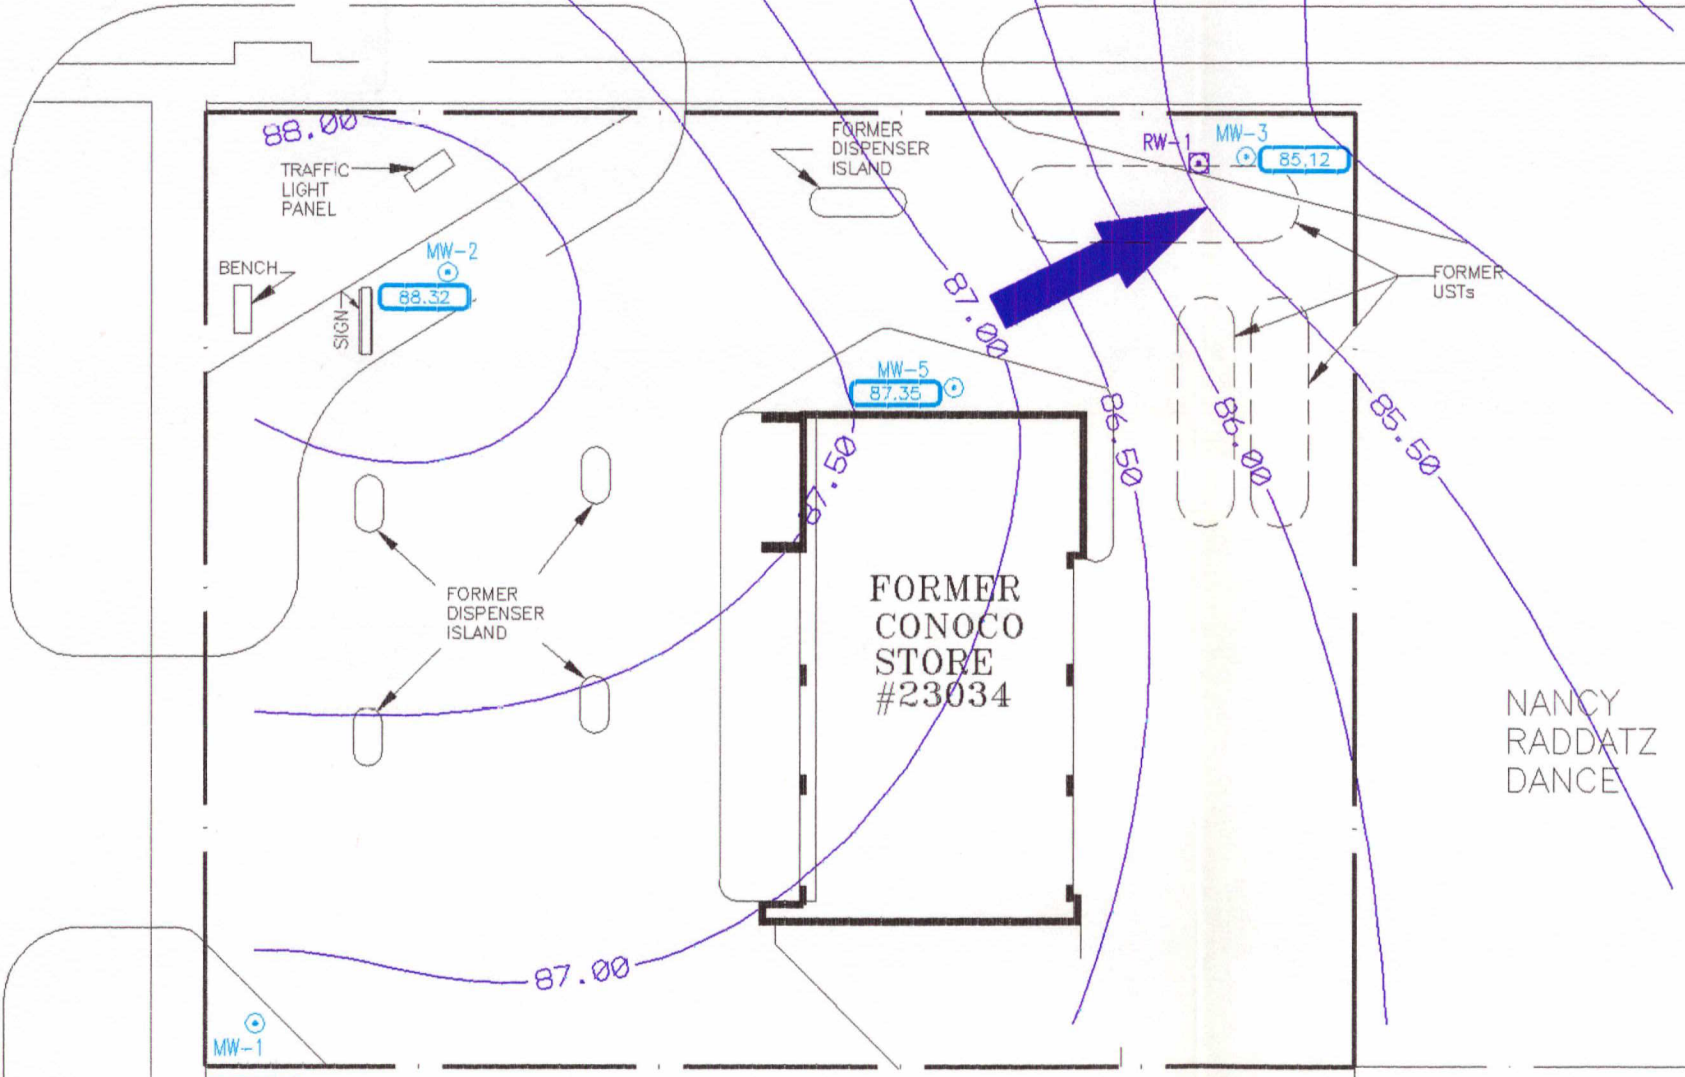 88.00
TRAFFIC
LIGHT
PANEL
FORMER
DISPENSER
ISLAND
RW-1
MW-3
85.12
BENCH
MW-2
88.32
SIGN
FORMER
USTs
87.00
MW-5
87.35
87.50
86.50
86.00
85.50
FORMER
DISPENSER
ISLAND
FORMER
CONOCO
STORE
#23034
NANCY
RADDATZ
DANCE
87.00
MW-1